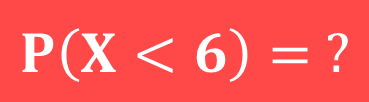 P(X < 6) = ?